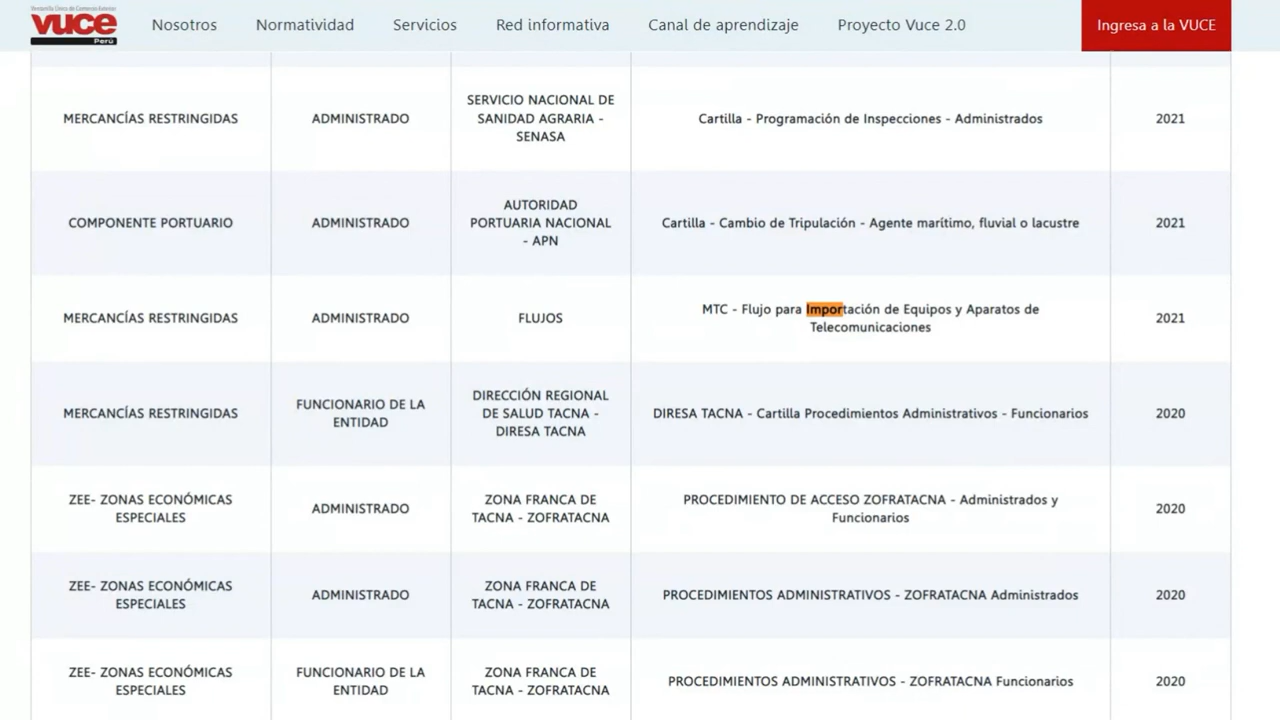 Ventanilla Única de Comercio Exterior
vuce
Perú
Nosotros
Normatividad
Servicios
Red informativa
Canal de aprendizaje
Proyecto Vuce 2.0
Ingresa a la VUCE
MERCANCÍAS RESTRINGIDAS
ADMINISTRADO
SERVICIO NACIONAL DE
SANIDAD AGRARIA -
SENASA
Cartilla - Programación de Inspecciones - Administrados
2021
COMPONENTE PORTUARIO
ADMINISTRADO
AUTORIDAD
PORTUARIA NACIONAL
- APN
Cartilla - Cambio de Tripulación - Agente marítimo, fluvial o lacustre
2021
MERCANCÍAS RESTRINGIDAS
ADMINISTRADO
FLUJOS
MTC - Flujo para Importación de Equipos y Aparatos de
Telecomunicaciones
2021
MERCANCÍAS RESTRINGIDAS
FUNCIONARIO DE LA
ENTIDAD
DIRECCIÓN REGIONAL
DE SALUD TACNA -
DIRESA TACNA
DIRESA TACNA - Cartilla Procedimientos Administrativos - Funcionarios
2020
ZEE- ZONAS ECONÓMICAS
ESPECIALES
ADMINISTRADO
ZONA FRANCA DE
TACNA - ZOFRATACNA
PROCEDIMIENTO DE ACCESO ZOFRATACNA - Administrados y
Funcionarios
2020
ZEE- ZONAS ECONÓMICAS
ESPECIALES
ADMINISTRADO
ZONA FRANCA DE
TACNA - ZOFRATACNA
PROCEDIMIENTOS ADMINISTRATIVOS - ZOFRATACNA Administrados
2020
ZEE- ZONAS ECONÓMICAS
ESPECIALES
FUNCIONARIO DE LA
ENTIDAD
ZONA FRANCA DE
TACNA - ZOFRATACNA
PROCEDIMIENTOS ADMINISTRATIVOS - ZOFRATACNA Funcionarios
2020